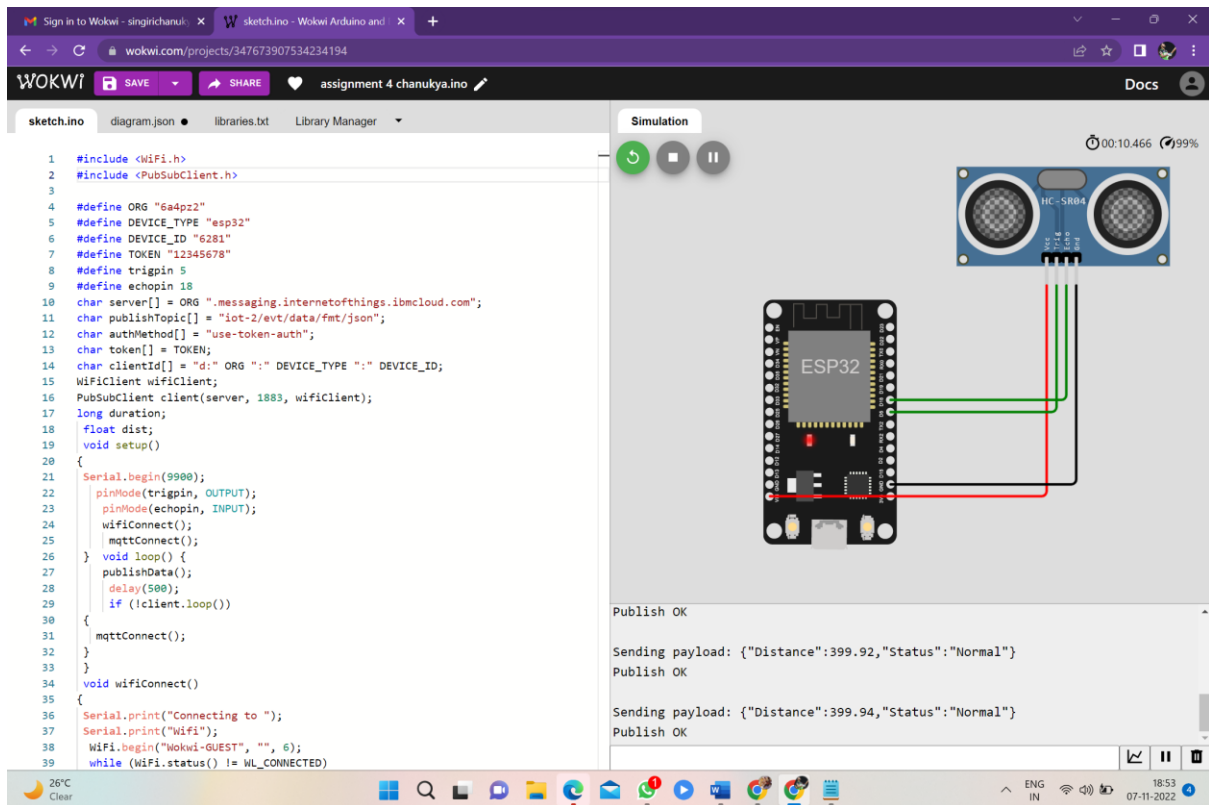 Sign in to Wokwi - singirichanuky
sketch.ino - Wokwi Arduino and
wokwi.com/projects/347673907534234194
WOKWi
SAVE
SHARE
assignment 4 chanukya.ino
Docs
sketch.ino
diagram.json
libraries.txt
Library Manager
1 #include <WiFi.h>
2 #include <PubSubClient.h>
3
4 #define ORG "6a4pz2"
5 #define DEVICE_TYPE "esp32"
6 #define DEVICE_ID "6281"
7 #define TOKEN "12345678"
8 #define trigpin 5
9 #define echopin 18
10 char server[] = ORG ".messaging.internetofthings.ibmcloud.com";
11 char publishTopic[] = "iot-2/evt/data/fmt/json";
12 char authMethod[] = "use-token-auth";
13 char token[] = TOKEN;
14 char clientId[] = "d:" ORG ":" DEVICE_TYPE ":" DEVICE_ID;
15 WiFiClient wifiClient;
16 PubSubClient client(server, 1883, wifiClient);
17 long duration;
18 float dist;
19 void setup()
20 {
21 Serial.begin(9900);
22 pinMode(trigpin, OUTPUT);
23 pinMode(echopin, INPUT);
24 wifiConnect();
25 mqttConnect();
26 } void loop() {
27 publishData();
28 delay(500);
29 if (!client.loop())
30 {
31 mqttConnect();
32 }
33 }
34 void wifiConnect()
35 {
36 Serial.print("Connecting to ");
37 Serial.print("Wifi");
38 WiFi.begin("Wokwi-GUEST", "", 6);
39 while (WiFi.status() != WL_CONNECTED)
Simulation
00:10.466 99%
HC-SR04
Vcc Trig Echo Gnd
ESP32
Publish OK
Sending payload: {"Distance":399.92,"Status":"Normal"}
Publish OK
Sending payload: {"Distance":399.94,"Status":"Normal"}
Publish OK
26°C
Clear
9
ENG
IN
18:53
07-11-2022
4